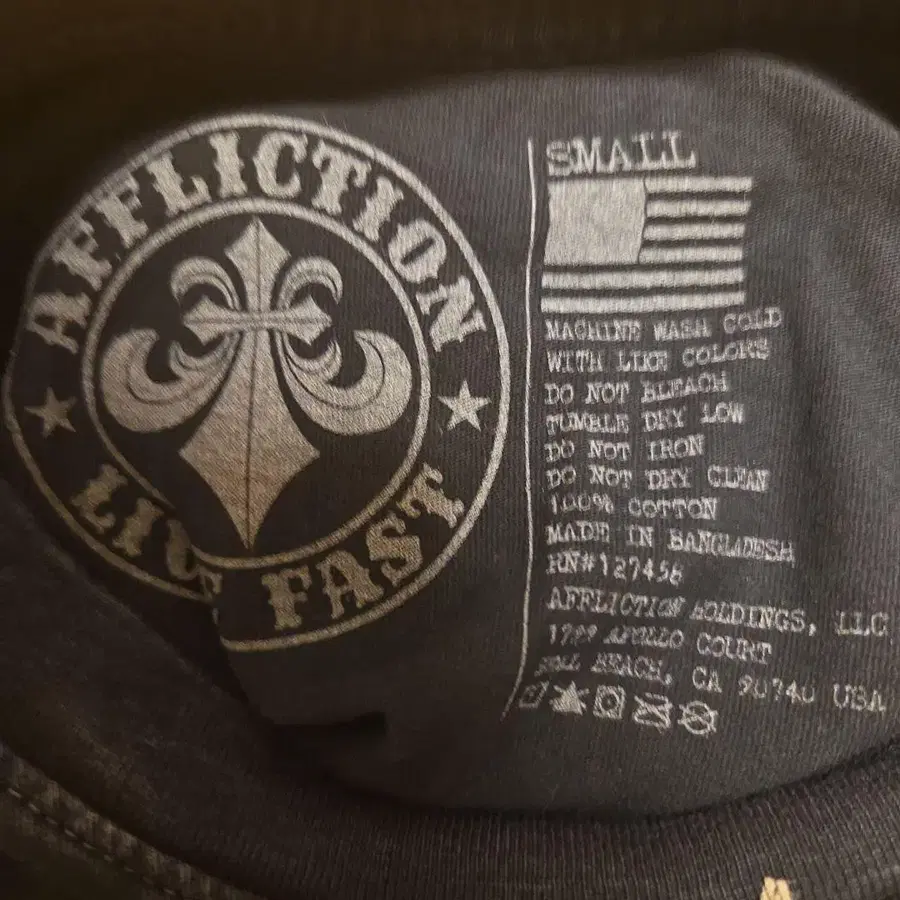 AFFLICTION
LIVE FAST
SMALL
MACHINE WASH COLD
WITH LIKE COLORS
DO NOT BLEACH
TUMBLE DRY LOW
DO NOT IRON
DO NOT DRY CLEAN
100% COTTON
MADE IN BANGLADESH
RN#127458
AFFLICTION HOLDINGS, LLC
1799 APOLLO COURT
SEAL BEACH, CA 90740 USA